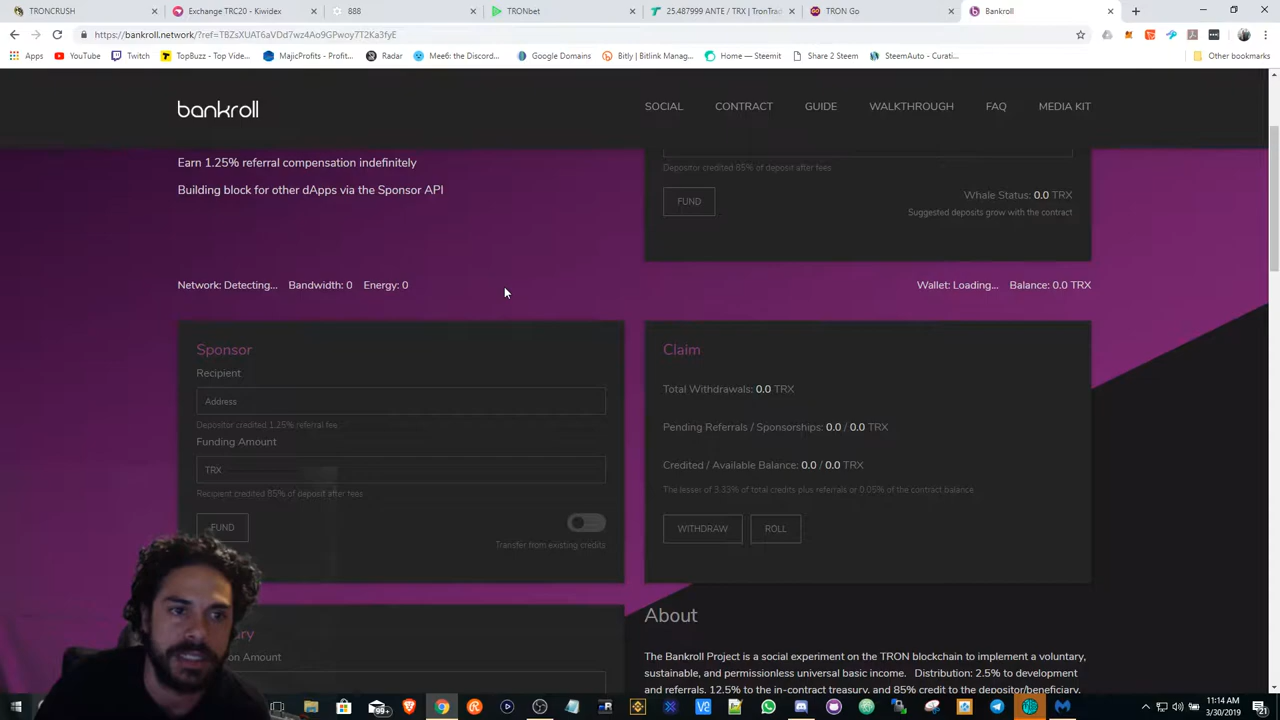 TRONCRUSH
Exchange TRC20 - Kiwidex
888
TRONbet
25.487999 ANTE / TRX | TronTrad
TRON Go
Bankroll
https://bankroll.network/?ref=TBZsXUAT6aVDd7wz4Ao9GPwoy7T2Ka3fyE
Apps
YouTube
Twitch
TopBuzz - Top Video...
MajicProfits - Profit...
Radar
Mee6: the Discord...
Google Domains
Bitly | Bitlink Manag...
Home — Steemit
Share 2 Steem
SteemAuto - Curati...
Other bookmarks
bankroll
SOCIAL
CONTRACT
GUIDE
WALKTHROUGH
FAQ
MEDIA KIT
Earn 1.25% referral compensation indefinitely
Building block for other dApps via the Sponsor API
Depositor credited 85% of deposit after fees
FUND
Whale Status: 0.0 TRX
Suggested deposits grow with the contract
Network: Detecting... Bandwidth: 0 Energy: 0
Wallet: Loading... Balance: 0.0 TRX
Sponsor
Recipient
Address
Depositor credited 1.25% referral fee
Funding Amount
TRX
Recipient credited 85% of deposit after fees
FUND
Transfer from existing credits
Claim
Total Withdrawals: 0.0 TRX
Pending Referrals / Sponsorships: 0.0 / 0.0 TRX
Credited / Available Balance: 0.0 / 0.0 TRX
The lesser of 3.33% of total credits plus referrals or 0.05% of the contract balance.
WITHDRAW
ROLL
About
The Bankroll Project is a social experiment on the TRON blockchain to implement a voluntary,
sustainable, and permissionless universal basic income. Distribution: 2.5% to development
and referrals, 12.5% to the in-contract treasury, and 85% credit to the depositor/beneficiary.
Amount
99+
11:14 AM
3/30/2019
21